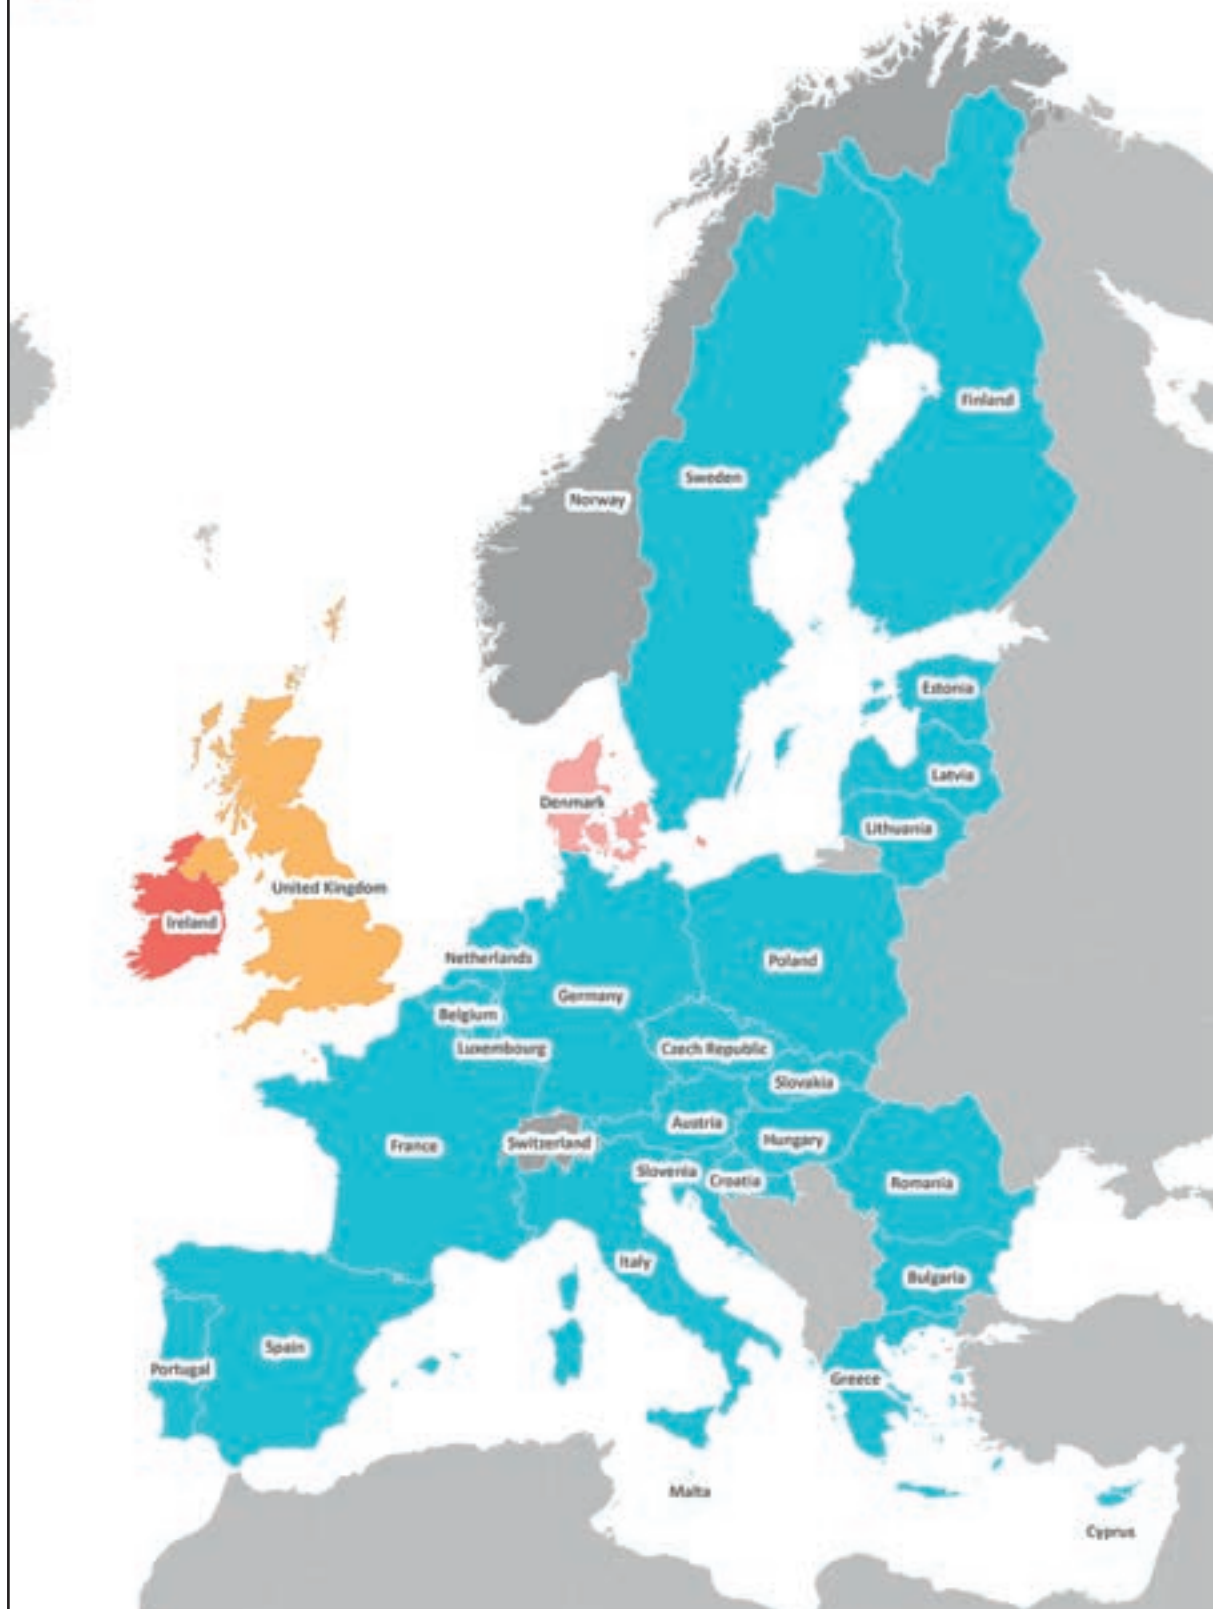 Finland
Sweden
Norway
Estonia
Latvia
Denmark
Lithuania
United Kingdom
Ireland
Netherlands
Poland
Germany
Belgium
Luxembourg
Czech Republic
Slovakia
Austria
Hungary
France
Switzerland
Slovenia
Croatia
Romania
Italy
Bulgaria
Spain
Portugal
Greece
Malta
Cyprus